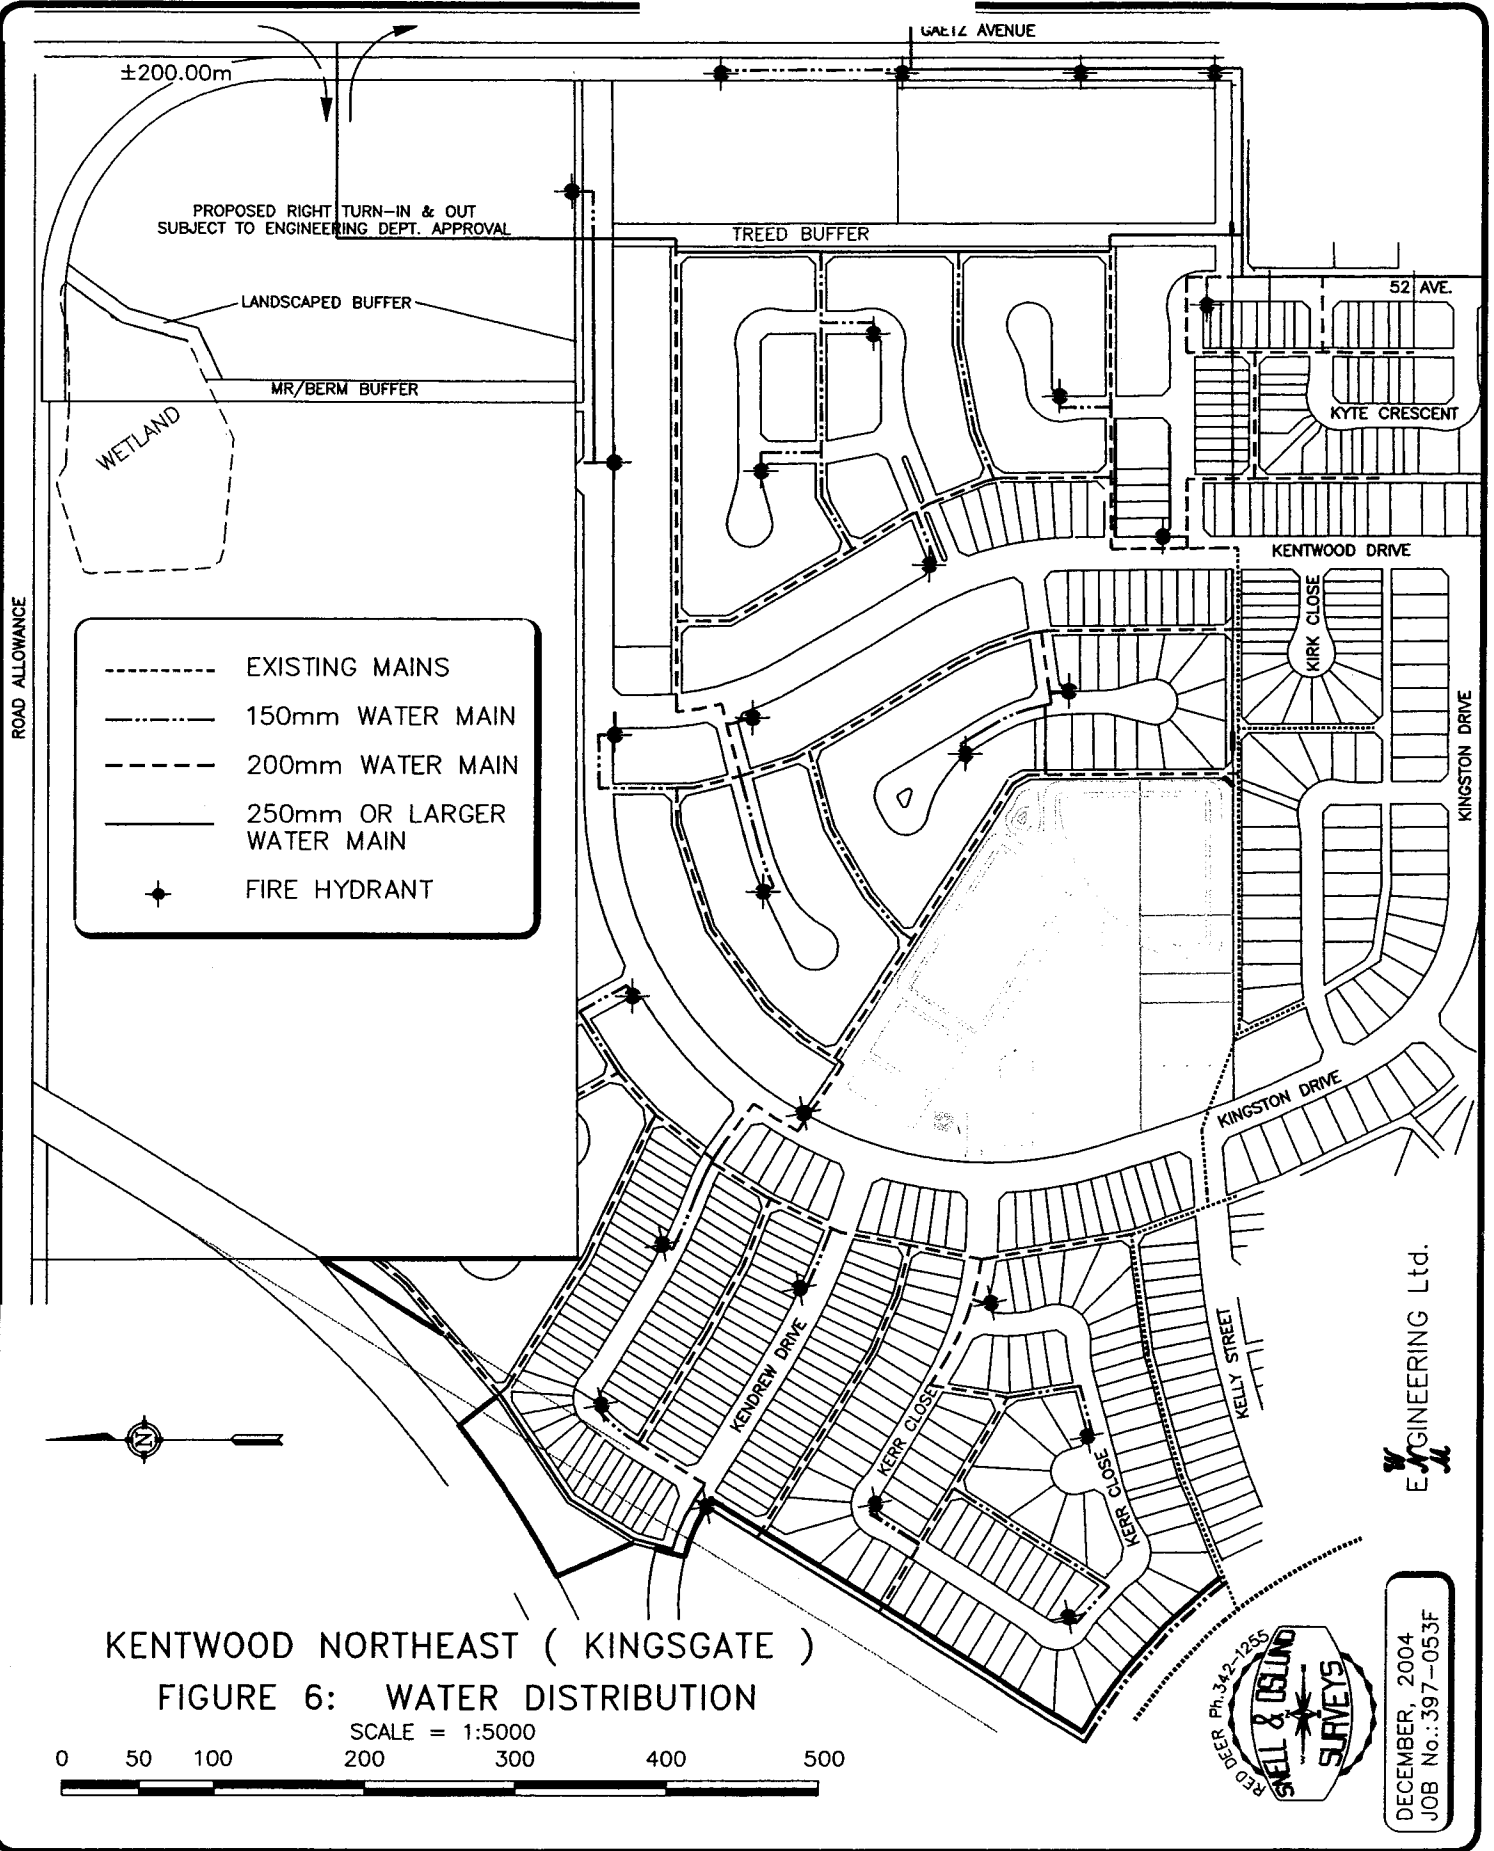 GAETZ AVENUE
±200.00m
PROPOSED RIGHT TURN-IN & OUT
SUBJECT TO ENGINEERING DEPT. APPROVAL
TREED BUFFER
52 AVE.
LANDSCAPED BUFFER
MR/BERM BUFFER
KYTE CRESCENT
WETLAND
KENTWOOD DRIVE
KIRK CLOSE
ROAD ALLOWANCE
KINGSTON DRIVE
EXISTING MAINS
150mm WATER MAIN
200mm WATER MAIN
250mm OR LARGER
WATER MAIN
FIRE HYDRANT
KINGSTON DRIVE
KENDREW DRIVE
KERR CLOSE
KERR CLOSE
KELLY STREET
ENGINEERING Ltd.
N
KENTWOOD NORTHEAST ( KINGSGATE )
FIGURE 6: WATER DISTRIBUTION
SCALE = 1:5000
0 50 100 200 300 400 500
RED DEER Ph.342-1255
SNELL & OSLUND
SURVEYS
DECEMBER, 2004
JOB No.:397-053F